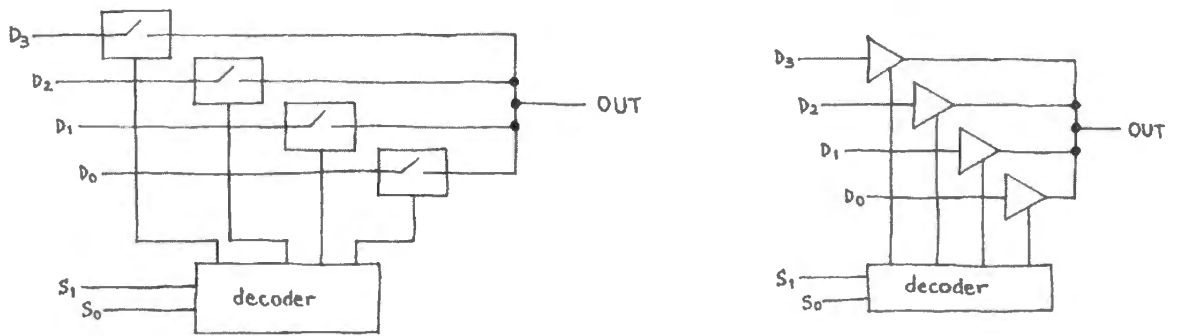 D₃
D₂
D₁
D₀
OUT
S₁
S₀
decoder
D₃
D₂
D₁
D₀
OUT
S₁
S₀
decoder